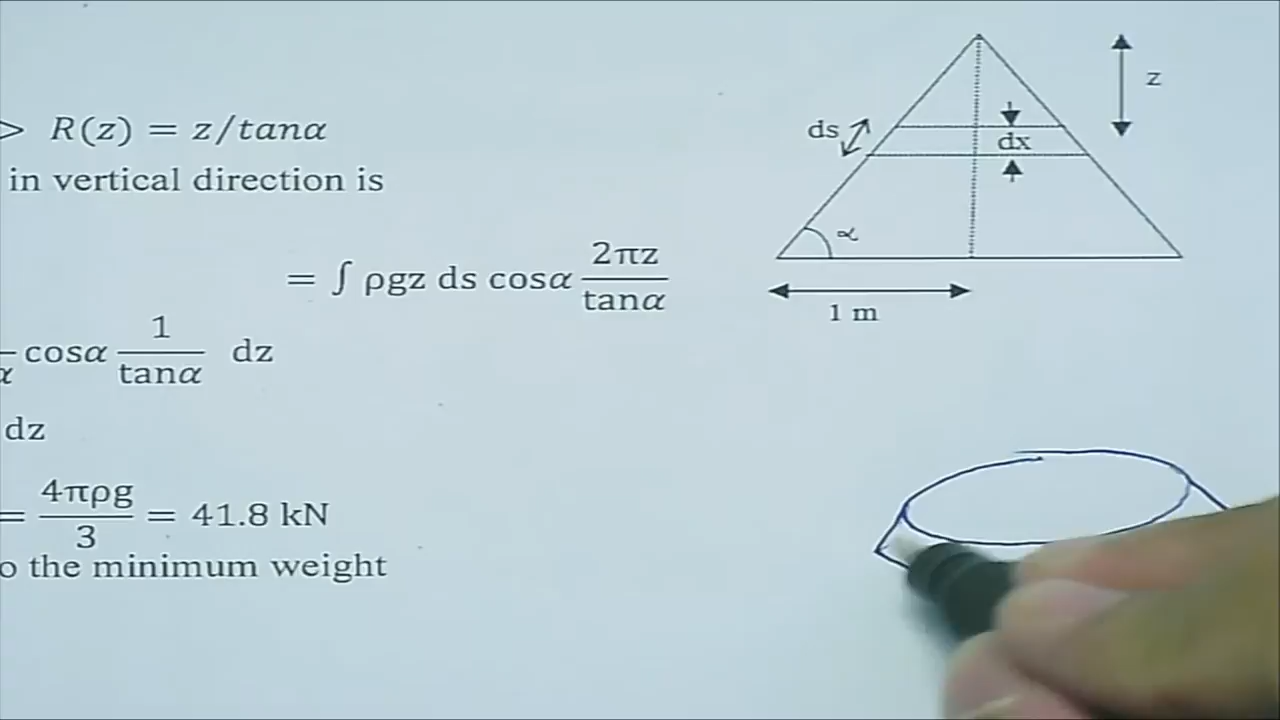 > R(z) = z/tanα
in vertical direction is
= ∫ ρgz ds cosα 2πz/tanα
cosα 1/tanα dz
dz
= 4πρg/3 = 41.8 kN
o the minimum weight
z
ds
dx
α
1 m